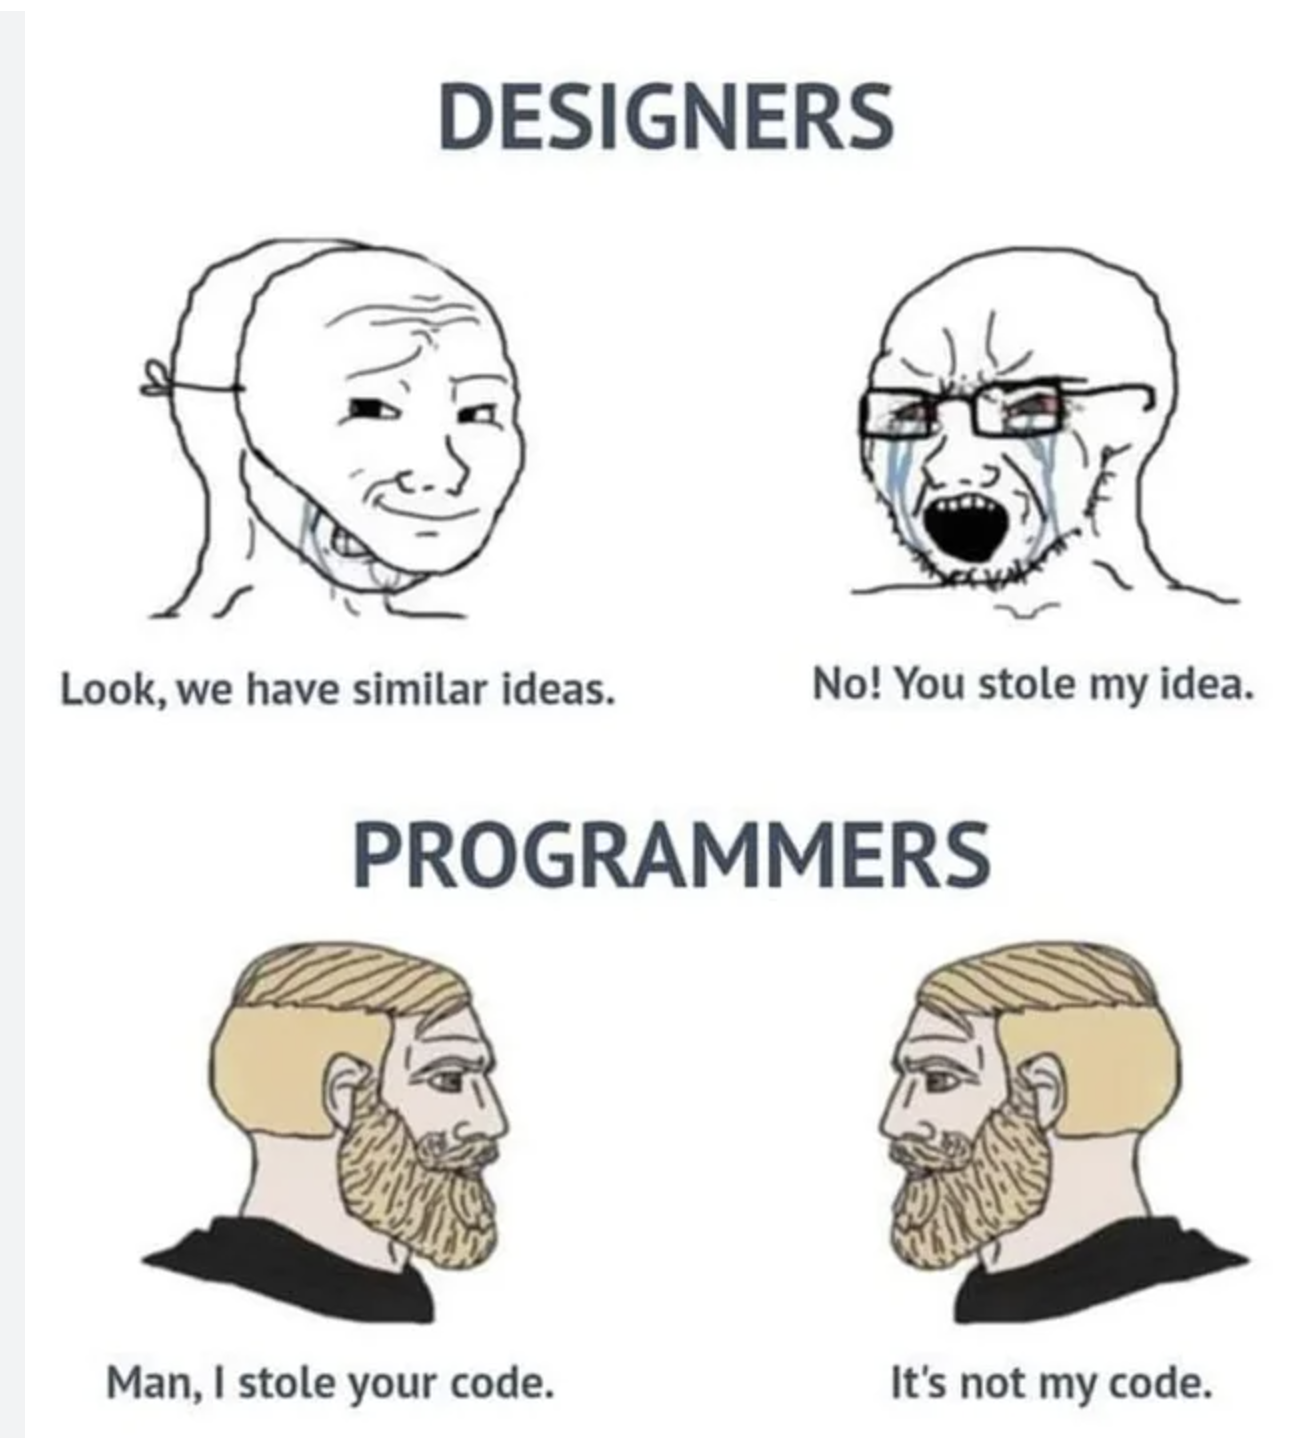 DESIGNERS
Look, we have similar ideas.
No! You stole my idea.
PROGRAMMERS
Man, I stole your code.
It's not my code.